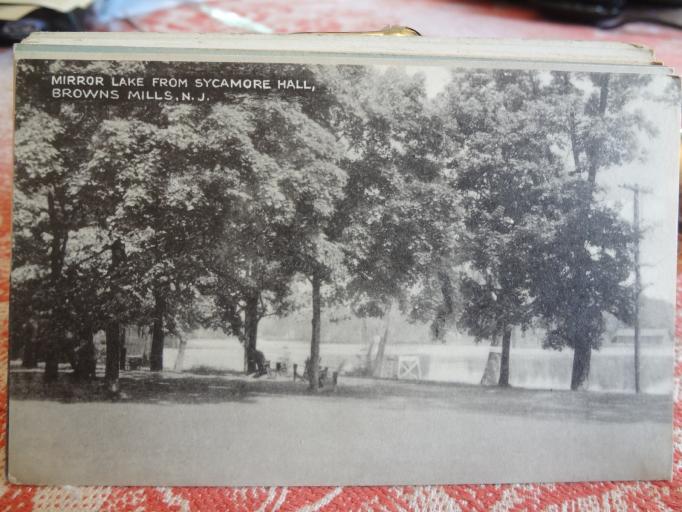 MIRROR LAKE FROM SYCAMORE HALL,
BROWNS MILLS, N. J.